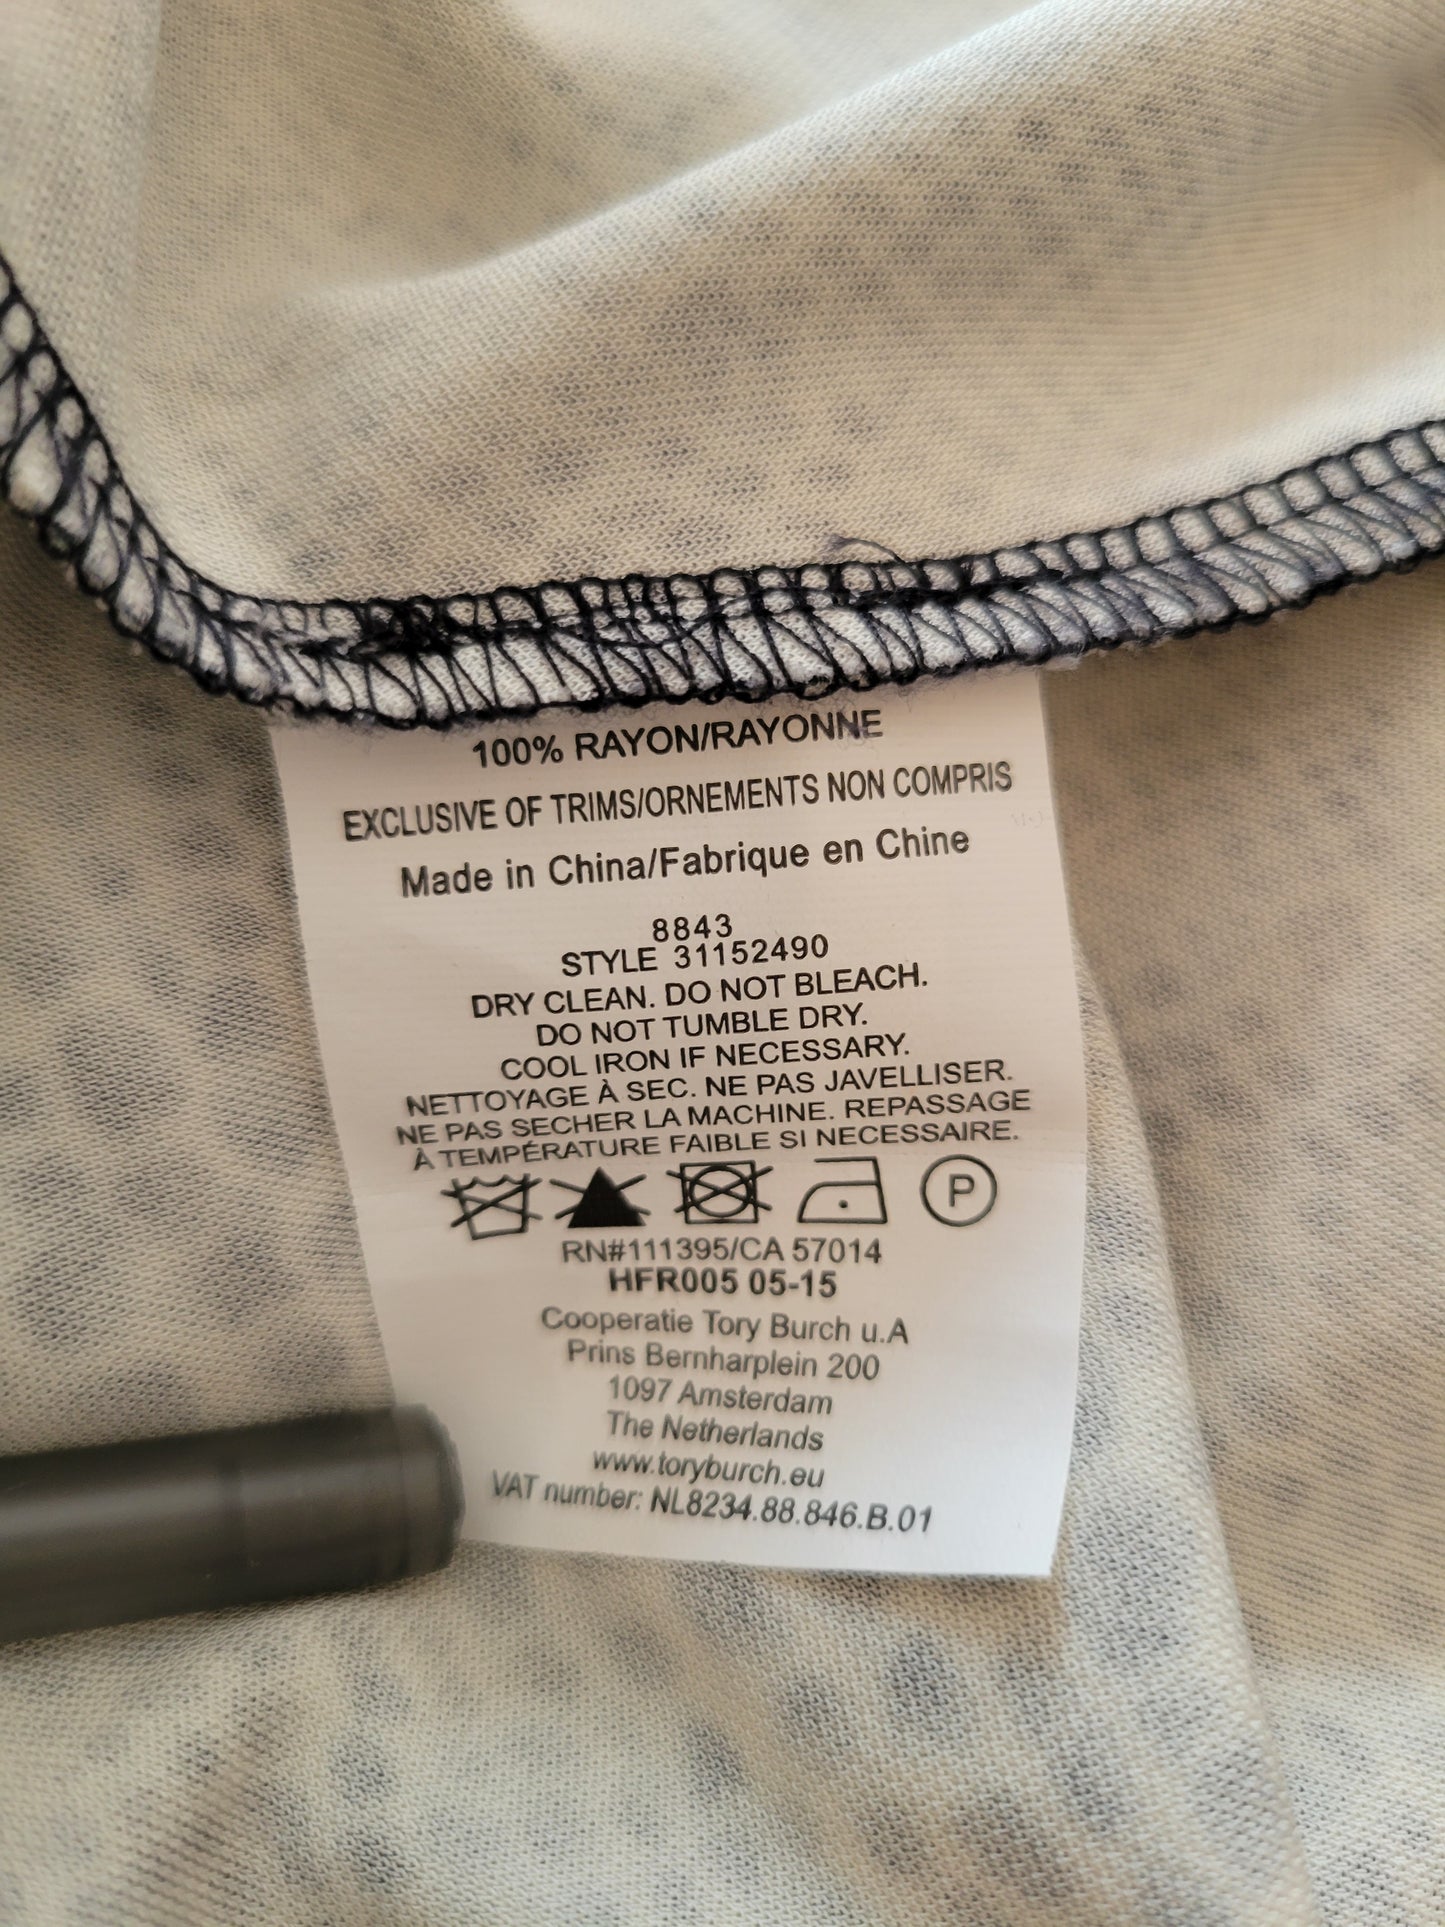 100% RAYON/RAYONNE
EXCLUSIVE OF TRIMS/ORNEMENTS NON COMPRIS
Made in China/Fabrique en Chine
8843
STYLE 31152490
DRY CLEAN. DO NOT BLEACH.
DO NOT TUMBLE DRY.
COOL IRON IF NECESSARY.
NETTOYAGE À SEC. NE PAS JAVELLISER.
NE PAS SECHER LA MACHINE. REPASSAGE
À TEMPÉRATURE FAIBLE SI NECESSAIRE.
P
RN#111395/CA 57014
HFR005 05-15
Cooperatie Tory Burch u.A
Prins Bernharplein 200
1097 Amsterdam
The Netherlands
www.toryburch.eu
VAT number: NL8234.88.846.B.01